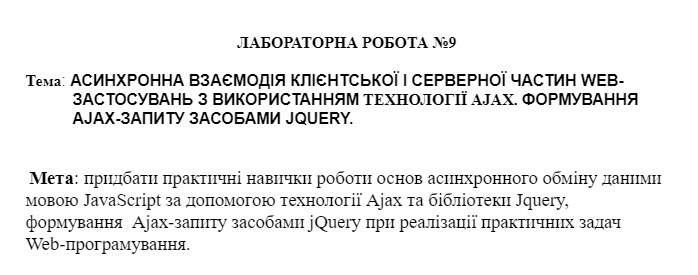 ЛАБОРАТОРНА РОБОТА №9
Тема: АСИНХРОННА ВЗАЄМОДІЯ КЛІЄНТСЬКОЇ І СЕРВЕРНОЇ ЧАСТИН WEB-
ЗАСТОСУВАНЬ З ВИКОРИСТАННЯМ ТЕХНОЛОГІЇ AJAX. ФОРМУВАННЯ
AJAX-ЗАПИТУ ЗАСОБАМИ JQUERY.
Мета: придбати практичні навички роботи основ асинхронного обміну даними
мовою JavaScript за допомогою технології Ajax та бібліотеки Jquery,
формування Ajax-запиту засобами jQuery при реалізації практичних задач
Web-програмування.